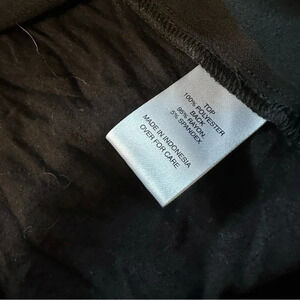 TOP
100% POLYESTER
BACK
95% RAYON
5% SPANDEX
MADE IN INDONESIA
OVER FOR CARE